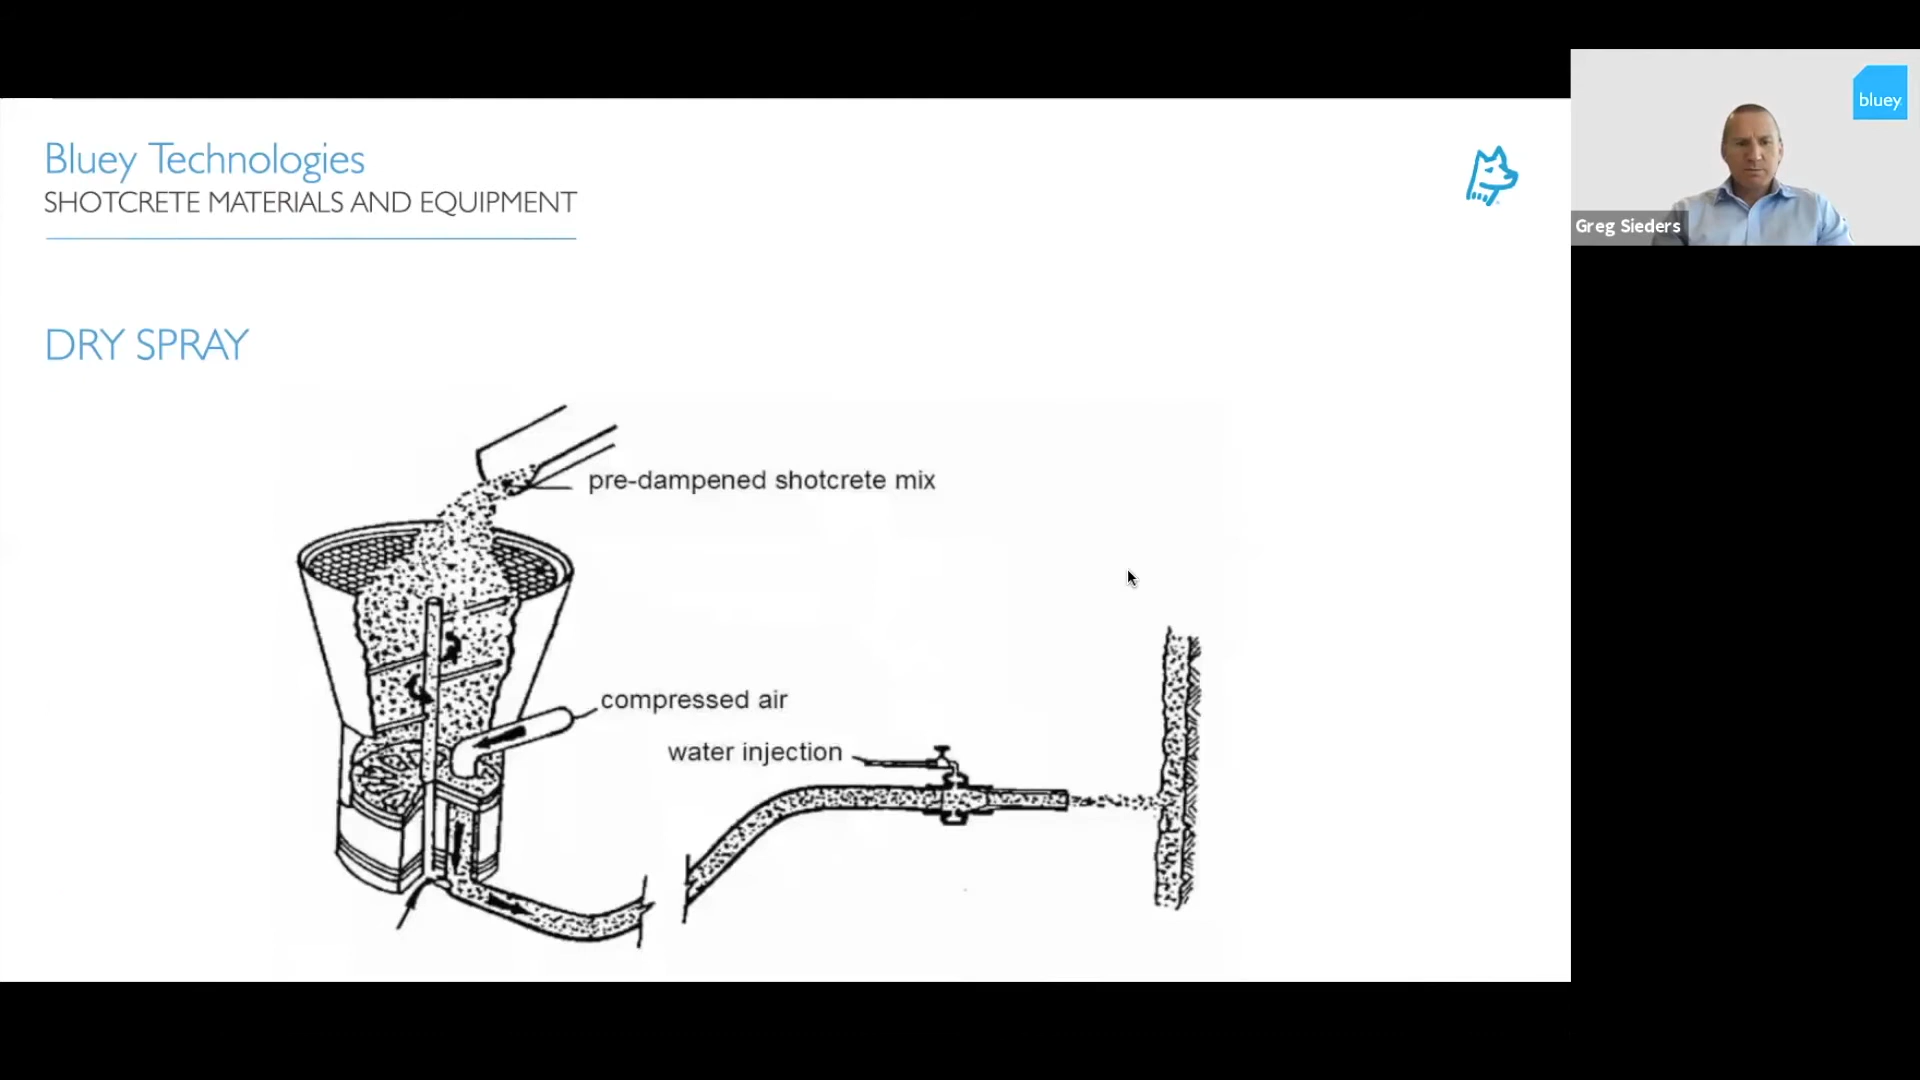 Bluey Technologies
SHOTCRETE MATERIALS AND EQUIPMENT
DRY SPRAY
pre-dampened shotcrete mix
compressed air
water injection
bluey
Greg Sieders